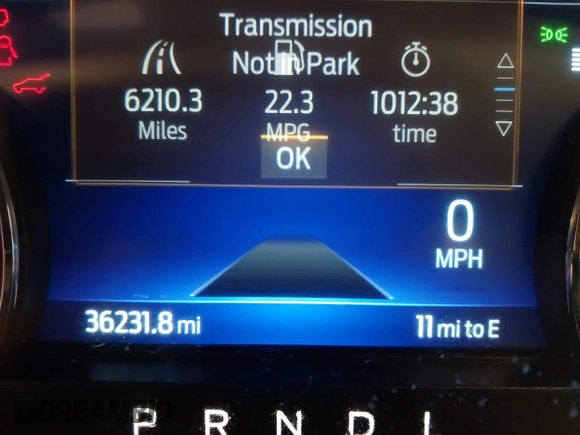 Transmission
Not in Park
6210.3 22.3 1012:38
Miles MPG time
OK
0
MPH
36231.8 mi 11 mi to E
DREAMBID
P R N D L